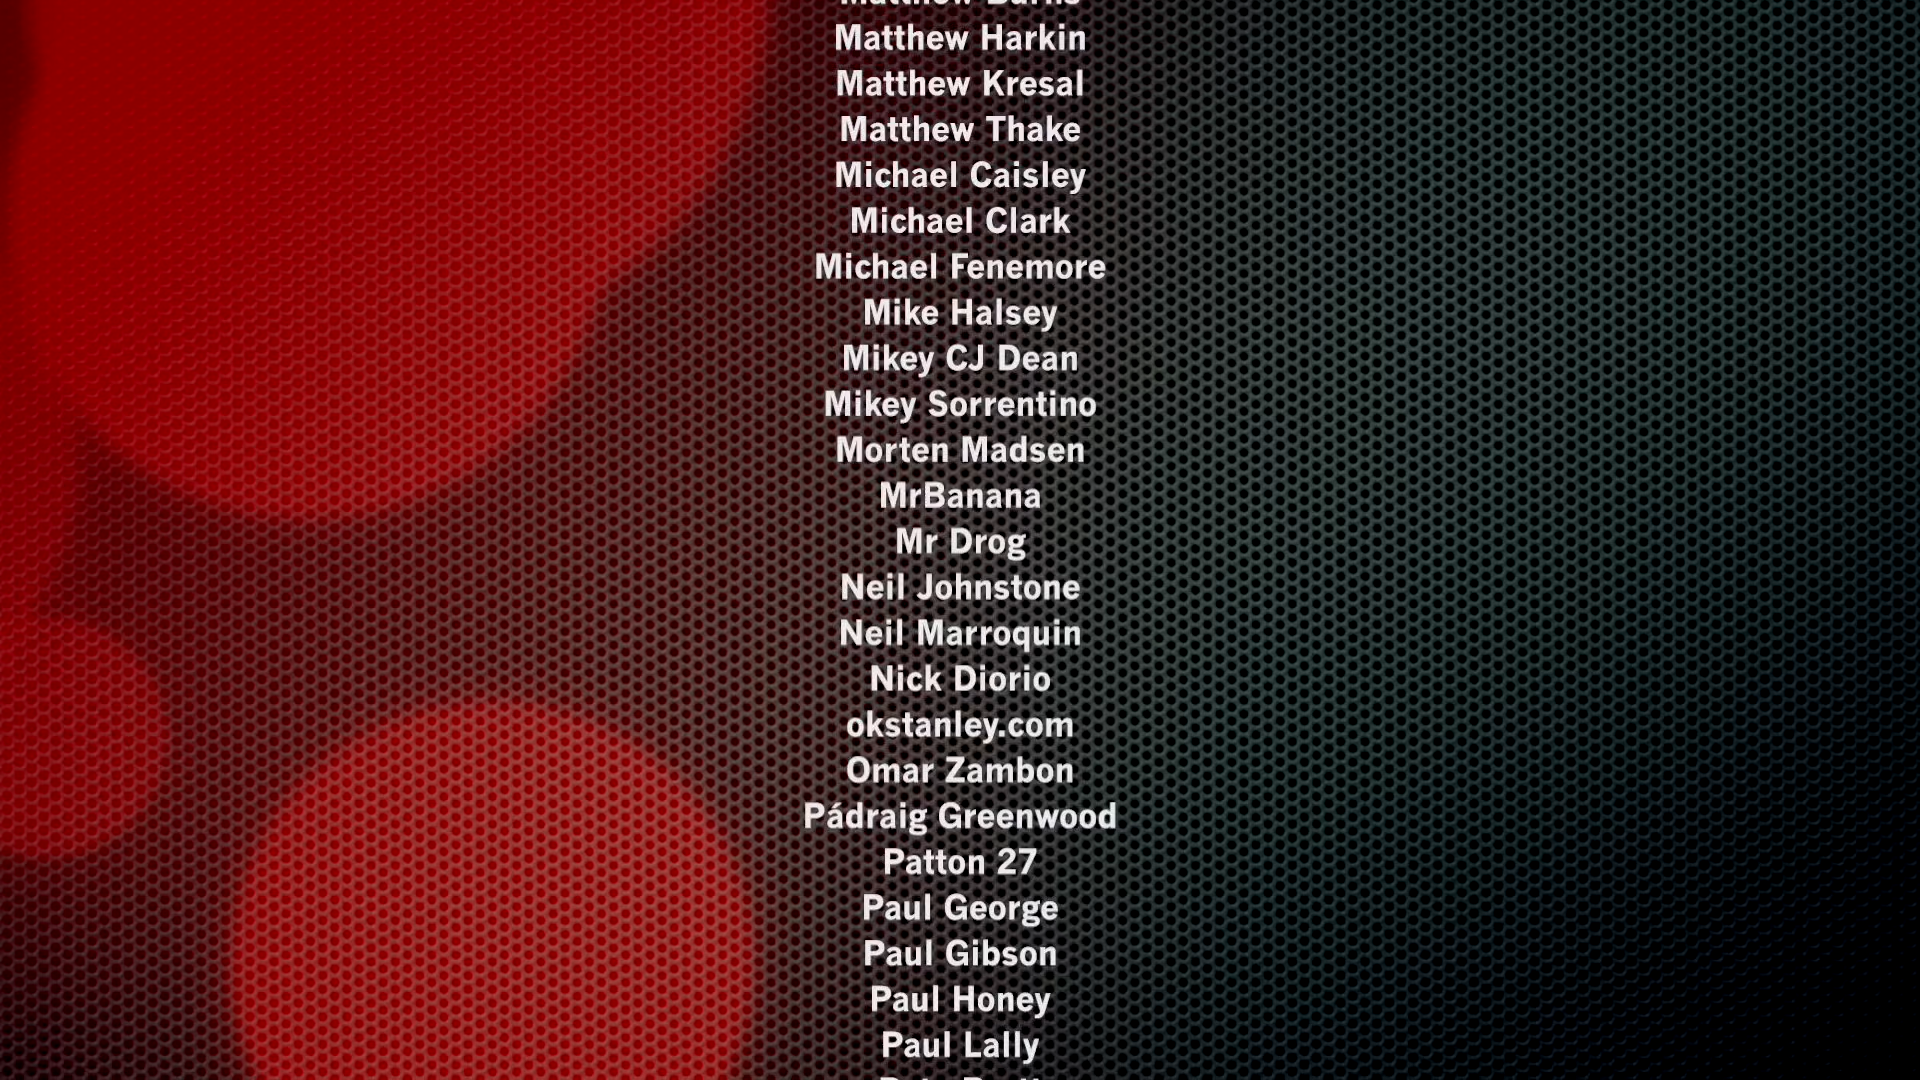 Matthew Harkin
Matthew Kresal
Matthew Thake
Michael Caisley
Michael Clark
Michael Fenemore
Mike Halsey
Mikey CJ Dean
Mikey Sorrentino
Morten Madsen
MrBanana
Mr Drog
Neil Johnstone
Neil Marroquin
Nick Diorio
okstanley.com
Omar Zambon
Pádraig Greenwood
Patton 27
Paul George
Paul Gibson
Paul Honey
Paul Lally